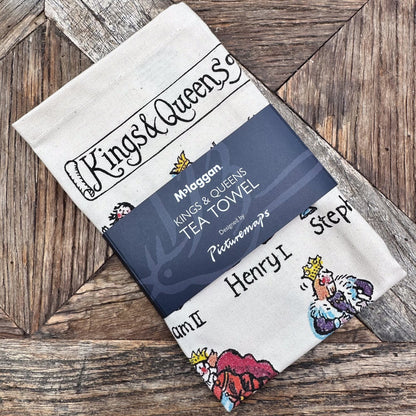 Kings & Queens
McLaggan
KINGS & QUEENS
TEA TOWEL
Designed by
Picturemaps
Steph
Henry I
am II